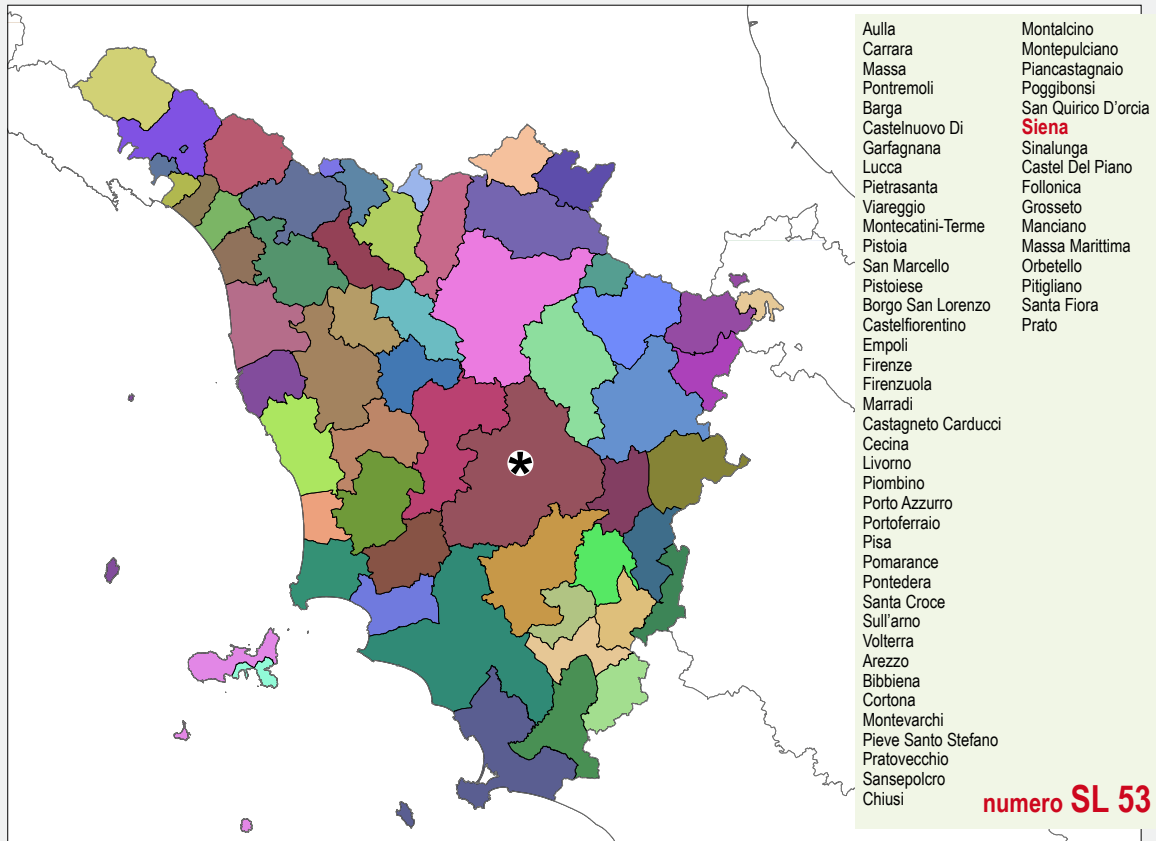 Aulla
Carrara
Massa
Pontremoli
Barga
Castelnuovo Di
Garfagnana
Lucca
Pietrasanta
Viareggio
Montecatini-Terme
Pistoia
San Marcello
Pistoiese
Borgo San Lorenzo
Castelfiorentino
Empoli
Firenze
Firenzuola
Marradi
Castagneto Carducci
Cecina
Livorno
Piombino
Porto Azzurro
Portoferraio
Pisa
Pomarance
Pontedera
Santa Croce
Sull'arno
Volterra
Arezzo
Bibbiena
Cortona
Montevarchi
Pieve Santo Stefano
Pratovecchio
Sansepolcro
Chiusi
Montalcino
Montepulciano
Piancastagnaio
Poggibonsi
San Quirico D'orcia
Siena
Sinalunga
Castel Del Piano
Follonica
Grosseto
Manciano
Massa Marittima
Orbetello
Pitigliano
Santa Fiora
Prato
numero SL 53